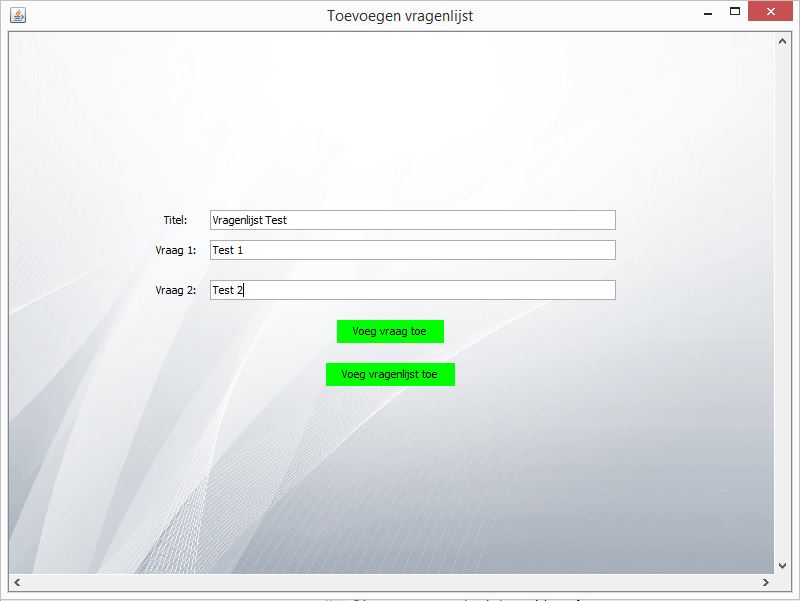 Toevoegen vragenlijst
Titel: Vragenlijst Test
Vraag 1: Test 1
Vraag 2: Test 2
Voeg vraag toe
Voeg vragenlijst toe